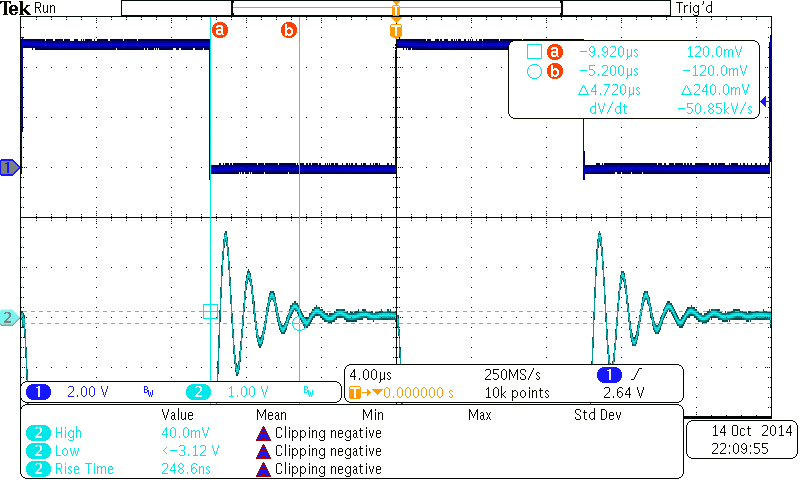 Tek Run Trig'd
T
a b T
a −9.920µs 120.0mV
b −5.200µs −120.0mV
△4.720µs △240.0mV
dV/dt −50.85kV/s
1
2
1 2.00 V BW 2 1.00 V BW
4.00µs 250MS/s 1
T→▼0.000000 s 10k points 2.64 V
Value Mean Min Max Std Dev
2 High 40.0mV Clipping negative
2 Low <−3.12 V Clipping negative
2 Rise Time 248.6ns Clipping negative
14 Oct 2014
22:09:55